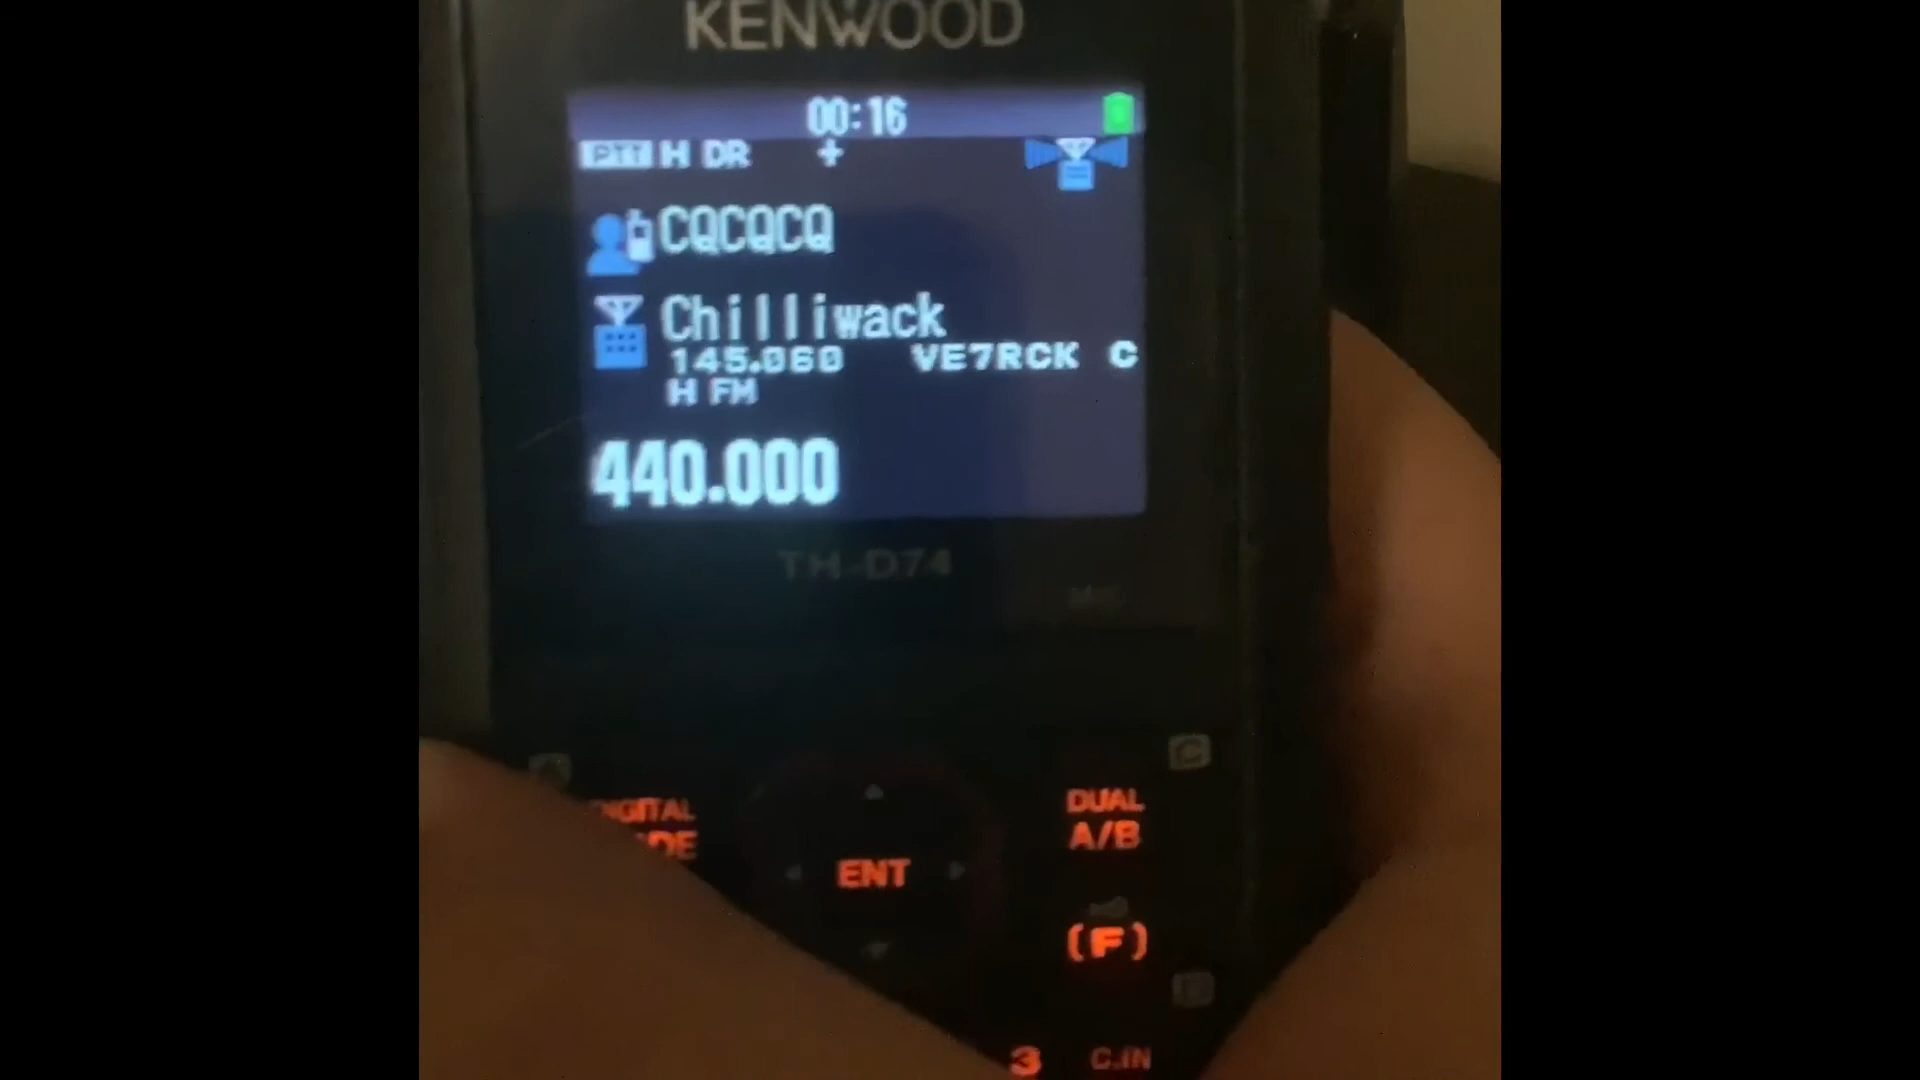 KENWOOD
00:16
PTT H DR +
CQCQCQ
Chilliwack
145.060 VE7RCK C
H FM
440.000
TH-D74
DIGITAL
DUAL
A/B
ENT
(F)
3 C.IN